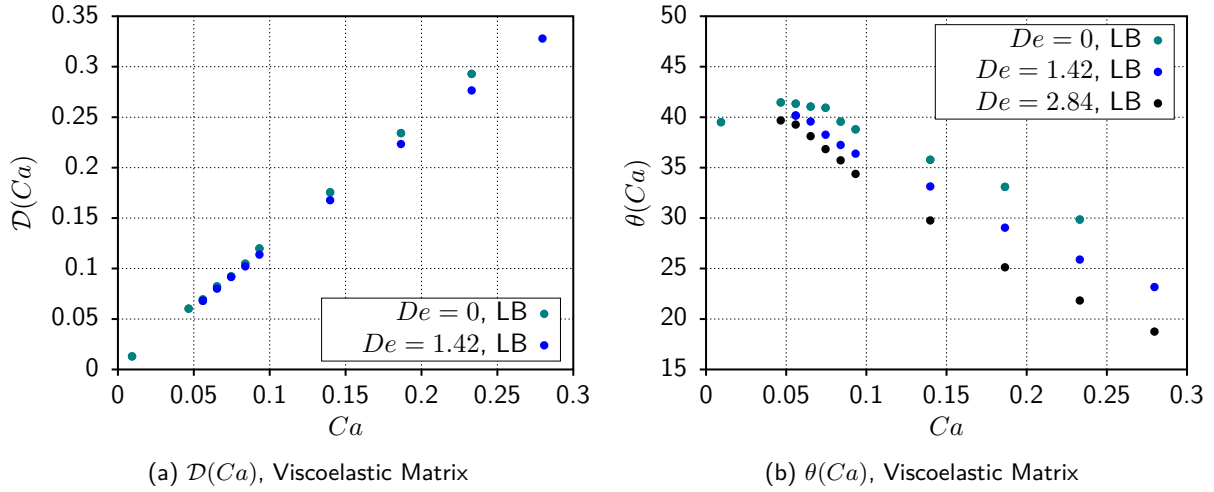 0.35
0.3
0.25
0.2
0.15
0.1
0.05
0
D(Ca)
De = 0, LB
De = 1.42, LB
0 0.05 0.1 0.15 0.2 0.25 0.3
Ca
(a) D(Ca), Viscoelastic Matrix
50
45
40
35
30
25
20
15
θ(Ca)
De = 0, LB
De = 1.42, LB
De = 2.84, LB
0 0.05 0.1 0.15 0.2 0.25 0.3
Ca
(b) θ(Ca), Viscoelastic Matrix